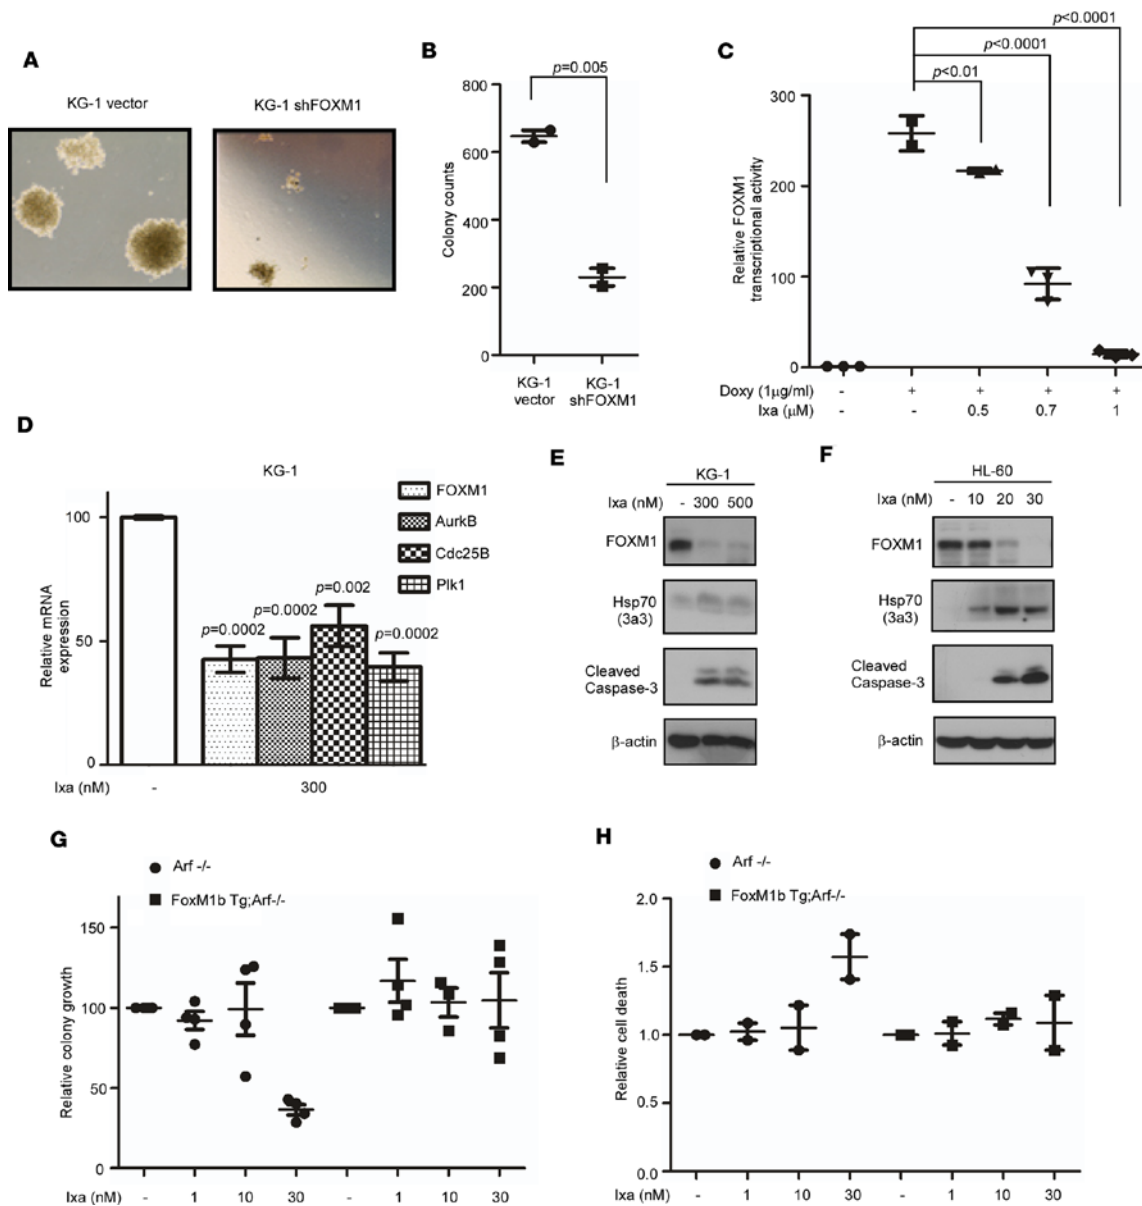 A
KG-1 vector
KG-1 shFOXM1
B
p=0.005
Colony counts
800
600
400
200
0
KG-1 vector
KG-1 shFOXM1
C
p<0.0001
p<0.0001
p<0.01
Relative FOXM1 transcriptional activity
300
200
100
0
Doxy (1µg/ml) - + + + +
Ixa (µM) - - 0.5 0.7 1
D
KG-1
Relative mRNA expression
100
50
0
FOXM1
AurkB
Cdc25B
Plk1
p=0.0002
p=0.0002
p=0.002
p=0.0002
Ixa (nM) - 300
E
KG-1
Ixa (nM) - 300 500
FOXM1
Hsp70 (3a3)
Cleaved Caspase-3
β-actin
F
HL-60
Ixa (nM) - 10 20 30
FOXM1
Hsp70 (3a3)
Cleaved Caspase-3
β-actin
G
Arf -/-
FoxM1b Tg;Arf-/-
Relative colony growth
150
100
50
0
Ixa (nM) - 1 10 30 - 1 10 30
H
Arf -/-
FoxM1b Tg;Arf-/-
Relative cell death
2.0
1.5
1.0
0.5
0.0
Ixa (nM) - 1 10 30 - 1 10 30